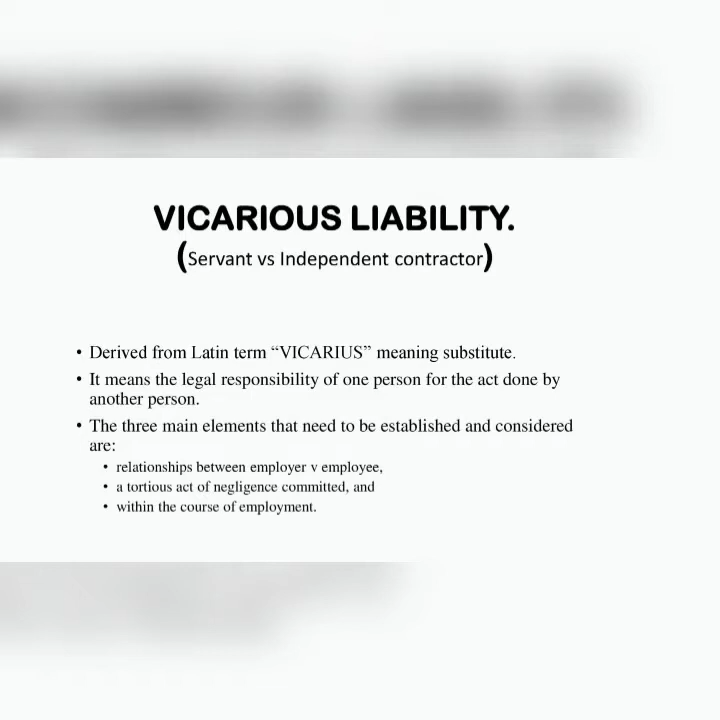 VICARIOUS LIABILITY.
(Servant vs Independent contractor)
• Derived from Latin term “VICARIUS” meaning substitute.
• It means the legal responsibility of one person for the act done by
another person.
• The three main elements that need to be established and considered
are:
• relationships between employer v employee,
• a tortious act of negligence committed, and
• within the course of employment.